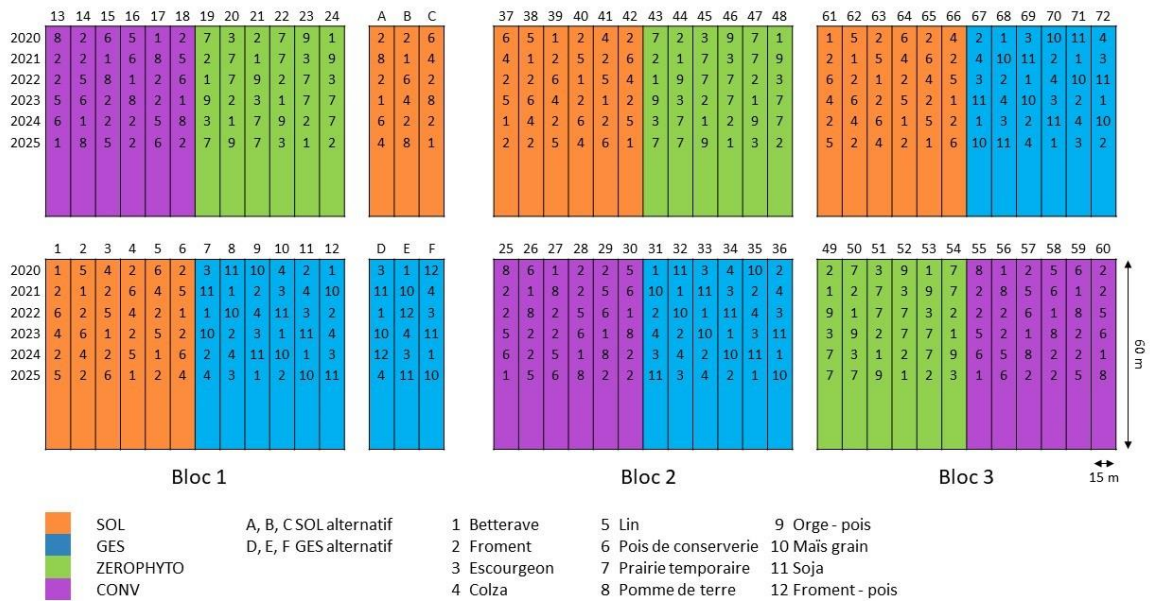 13 14 15 16 17 18 19 20 21 22 23 24 A B C 37 38 39 40 41 42 43 44 45 46 47 48 61 62 63 64 65 66 67 68 69 70 71 72
2020 8 2 6 5 1 2 7 3 2 7 9 1 2 2 6 6 5 1 2 4 2 7 2 3 9 7 1 1 5 2 6 2 4 2 1 3 10 11 4
2021 2 2 1 6 8 5 2 7 1 7 3 9 8 1 4 4 1 2 2 6 5 2 1 7 3 7 9 2 1 5 4 6 2 4 10 11 2 1 3
2022 2 5 8 1 2 6 1 7 9 2 7 3 2 6 2 2 2 6 5 1 4 1 9 7 7 2 3 6 2 1 2 4 5 3 2 1 4 10 11
2023 5 6 2 8 2 1 9 2 3 1 7 7 1 4 8 5 6 4 2 1 2 9 3 2 7 1 7 4 6 2 5 2 1 11 4 10 3 2 1
2024 6 1 2 2 5 8 3 1 7 9 2 7 6 2 2 1 4 2 6 2 5 3 7 1 2 9 7 2 4 6 1 5 2 1 3 2 11 4 10
2025 1 8 5 2 6 2 7 9 7 3 1 2 4 8 1 2 2 5 4 6 1 7 7 9 1 3 2 5 2 4 2 1 6 10 11 4 1 3 2
1 2 3 4 5 6 7 8 9 10 11 12 D E F 25 26 27 28 29 30 31 32 33 34 35 36 49 50 51 52 53 54 55 56 57 58 59 60
2020 1 5 4 2 6 2 3 11 10 4 2 1 3 1 12 8 6 1 2 2 5 1 11 3 4 10 2 2 7 3 9 1 7 8 1 2 5 6 2
2021 2 1 2 6 4 5 11 1 2 3 4 10 11 10 4 2 1 8 2 5 6 10 1 11 3 2 4 1 2 7 3 9 7 2 8 5 6 1 2
2022 6 2 5 4 2 1 1 10 4 11 3 2 1 12 3 2 8 2 5 6 1 2 10 1 11 4 3 9 1 7 7 3 2 2 2 6 1 8 5
2023 4 6 1 2 5 2 10 2 3 1 11 4 10 4 11 5 2 2 6 1 8 4 2 10 1 3 11 3 9 2 7 7 1 5 2 1 8 2 6
2024 2 4 2 5 1 6 2 4 11 10 1 3 12 3 1 6 2 5 1 8 2 3 4 2 10 11 1 7 3 1 2 7 9 6 5 8 2 2 1
2025 5 2 6 1 2 4 4 3 1 2 10 11 4 11 10 1 5 6 8 2 2 11 3 4 2 1 10 7 7 9 1 2 3 1 6 2 2 5 8
60 m
Bloc 1 Bloc 2 Bloc 3 15 m
SOL A, B, C SOL alternatif 1 Betterave 5 Lin 9 Orge - pois
GES D, E, F GES alternatif 2 Froment 6 Pois de conserverie 10 Maïs grain
ZEROPHYTO 3 Escourgeon 7 Prairie temporaire 11 Soja
CONV 4 Colza 8 Pomme de terre 12 Froment - pois